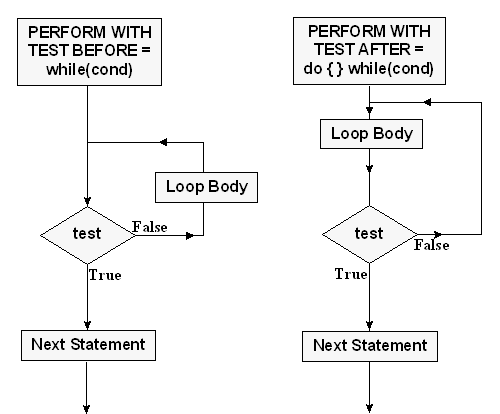 PERFORM WITH
TEST BEFORE =
while(cond)
Loop Body
test
False
True
Next Statement
PERFORM WITH
TEST AFTER =
do { } while(cond)
Loop Body
test
False
True
Next Statement